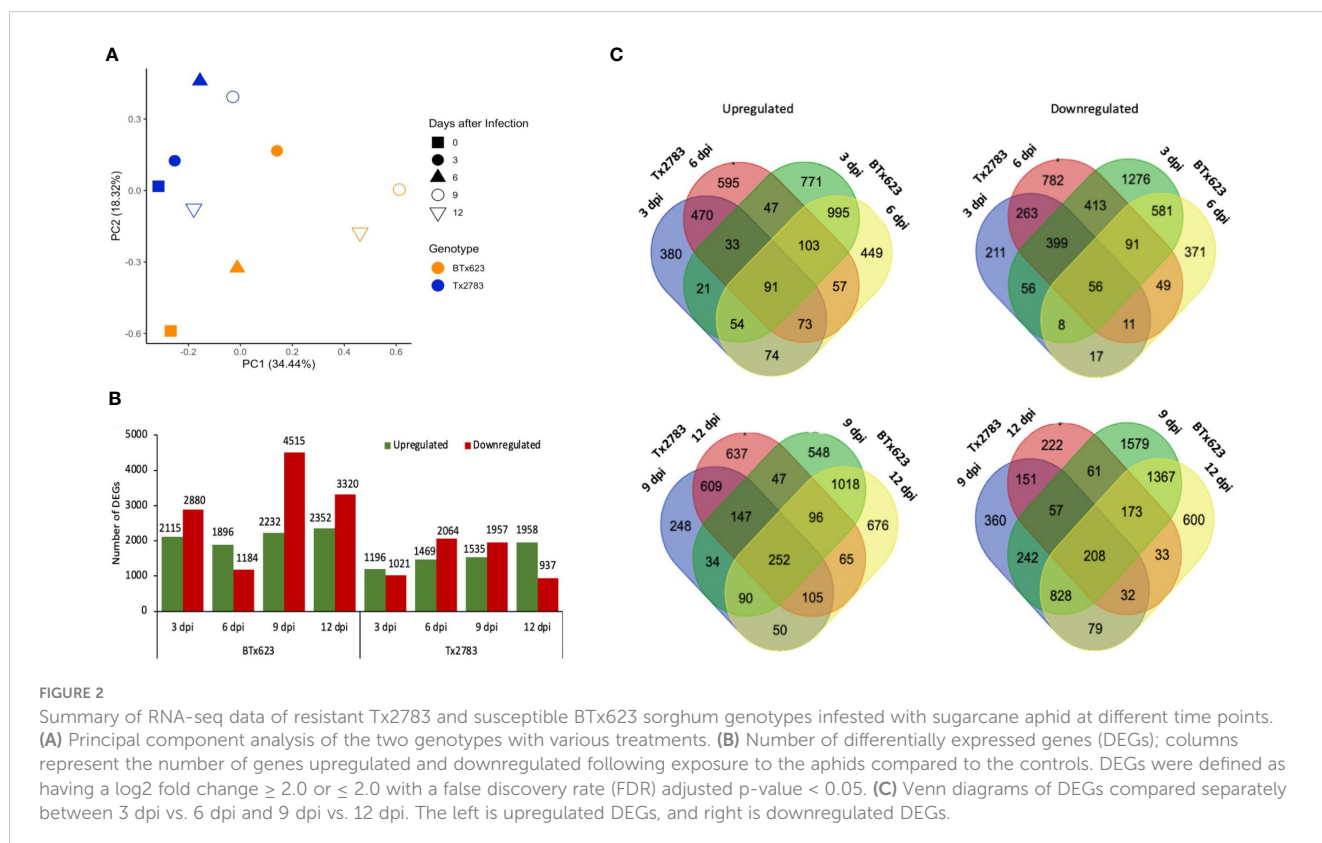 A
0.3
0.0
-0.3
-0.6
PC2 (18.32%)
-0.2
0.0
0.2
0.4
0.6
PC1 (34.44%)
Days after Infection
0
3
6
9
12
Genotype
BTx623
Tx2783
B
5000
4000
3000
2000
1000
0
Number of DEGs
Upregulated
Downregulated
2115
2880
1896
1184
2232
4515
2352
3320
1196
1021
1469
2064
1535
1957
1958
937
3 dpi
6 dpi
9 dpi
12 dpi
3 dpi
6 dpi
9 dpi
12 dpi
BTx623
Tx2783
C
Upregulated
Tx2783
3 dpi
6 dpi
3 dpi
BTx623
6 dpi
595
771
470
47
995
380
33
103
449
21
91
57
54
73
74
Downregulated
Tx2783
3 dpi
6 dpi
3 dpi
BTx623
6 dpi
782
1276
263
413
581
211
399
91
371
56
56
49
8
11
17
Tx2783
9 dpi
12 dpi
9 dpi
BTx623
12 dpi
637
548
609
47
1018
248
147
96
676
34
252
65
90
105
50
Tx2783
9 dpi
12 dpi
9 dpi
BTx623
12 dpi
222
1579
151
61
1367
360
57
173
600
242
208
33
828
32
79
FIGURE 2
Summary of RNA-seq data of resistant Tx2783 and susceptible BTx623 sorghum genotypes infested with sugarcane aphid at different time points.
(A) Principal component analysis of the two genotypes with various treatments. (B) Number of differentially expressed genes (DEGs); columns
represent the number of genes upregulated and downregulated following exposure to the aphids compared to the controls. DEGs were defined as
having a log2 fold change ≥ 2.0 or ≤ 2.0 with a false discovery rate (FDR) adjusted p-value < 0.05. (C) Venn diagrams of DEGs compared separately
between 3 dpi vs. 6 dpi and 9 dpi vs. 12 dpi. The left is upregulated DEGs, and right is downregulated DEGs.